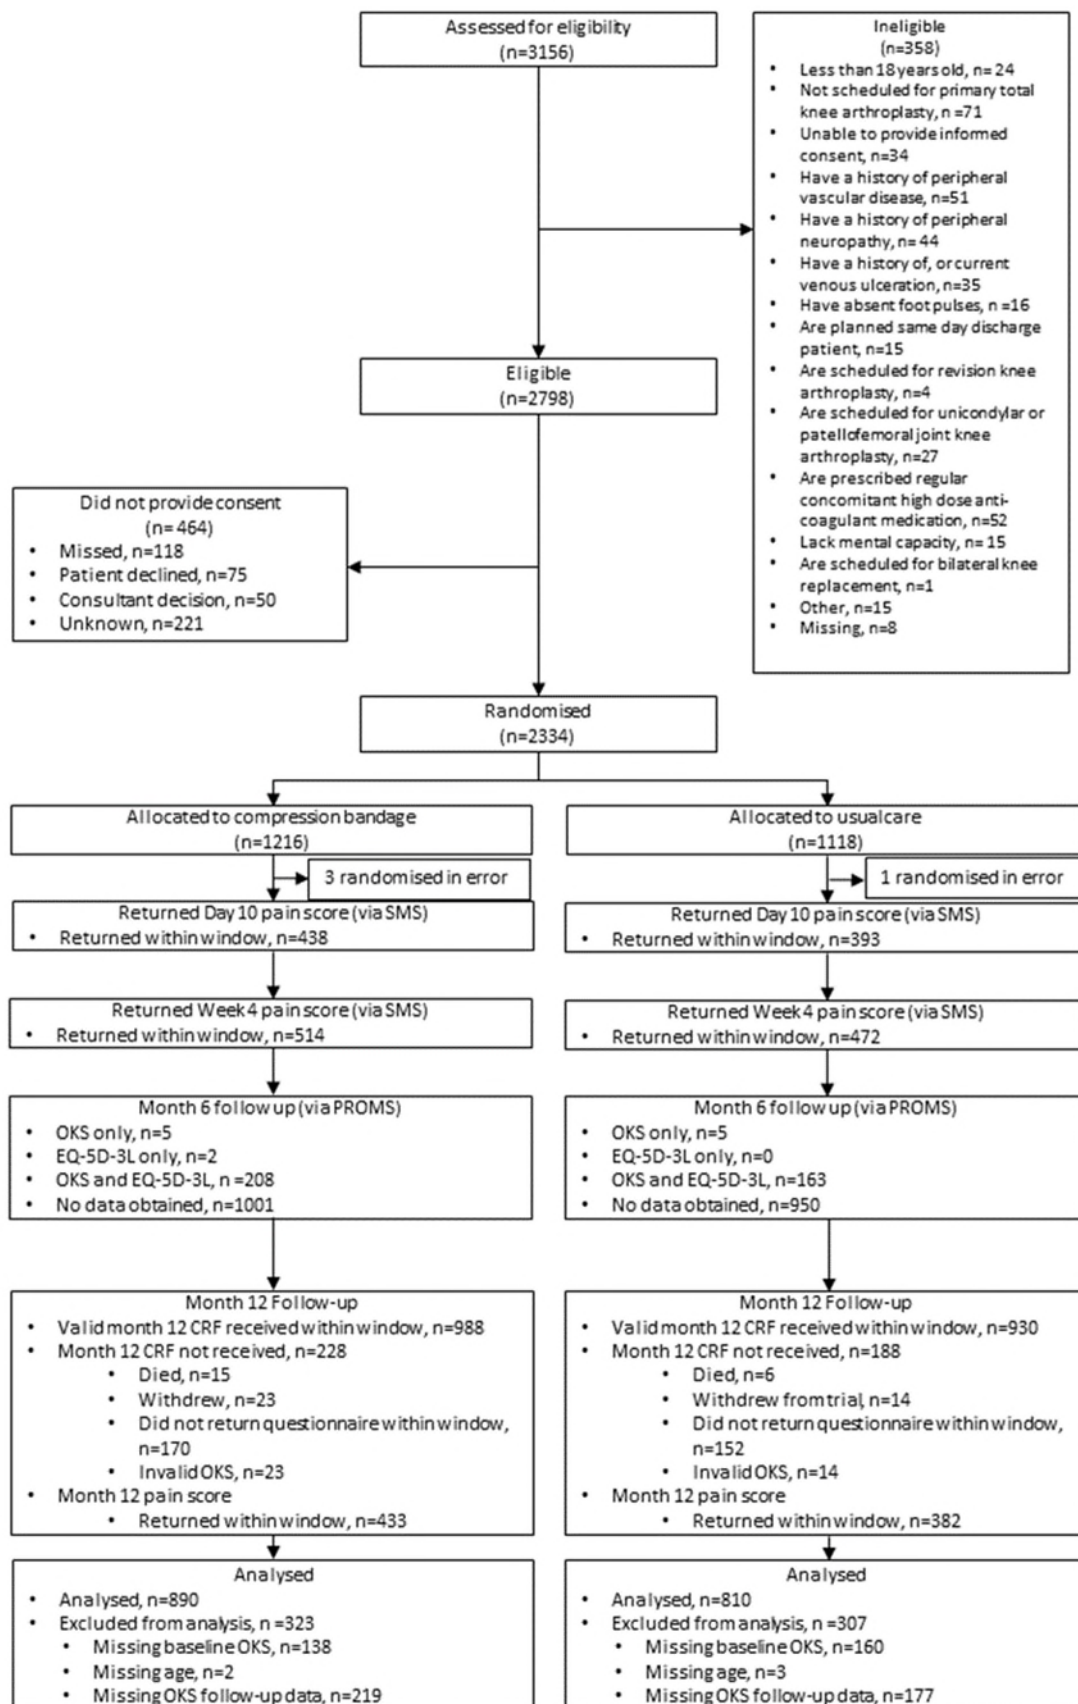 Assessed for eligibility
(n=3156)
Ineligible
(n=358)
• Less than 18 years old, n= 24
• Not scheduled for primary total
knee arthroplasty, n =71
• Unable to provide informed
consent, n=34
• Have a history of peripheral
vascular disease, n=51
• Have a history of peripheral
neuropathy, n= 44
• Have a history of, or current
venous ulceration, n=35
• Have absent foot pulses, n =16
• Are planned same day discharge
patient, n=15
• Are scheduled for revision knee
arthroplasty, n=4
• Are scheduled for unicondylar or
patellofemoral joint knee
arthroplasty, n=27
• Are prescribed regular
concomitant high dose anti-
coagulant medication, n=52
• Lack mental capacity, n= 15
• Are scheduled for bilateral knee
replacement, n=1
• Other, n=15
• Missing, n=8
Eligible
(n=2798)
Did not provide consent
(n= 464)
• Missed, n=118
• Patient declined, n=75
• Consultant decision, n=50
• Unknown, n=221
Randomised
(n=2334)
Allocated to compression bandage
(n=1216)
3 randomised in error
Returned Day 10 pain score (via SMS)
• Returned within window, n=438
Returned Week 4 pain score (via SMS)
• Returned within window, n=514
Month 6 follow up (via PROMS)
• OKS only, n=5
• EQ-5D-3L only, n=2
• OKS and EQ-5D-3L, n =208
• No data obtained, n=1001
Month 12 Follow-up
• Valid month 12 CRF received within window, n=988
• Month 12 CRF not received, n=228
• Died, n=15
• Withdrew, n=23
• Did not return questionnaire within window,
n=170
• Invalid OKS, n=23
• Month 12 pain score
• Returned within window, n=433
Analysed
• Analysed, n=890
• Excluded from analysis, n =323
• Missing baseline OKS, n=138
• Missing age, n=2
• Missing OKS follow-up data, n=219
Allocated to usual care
(n=1118)
1 randomised in error
Returned Day 10 pain score (via SMS)
• Returned within window, n=393
Returned Week 4 pain score (via SMS)
• Returned within window, n=472
Month 6 follow up (via PROMS)
• OKS only, n=5
• EQ-5D-3L only, n=0
• OKS and EQ-5D-3L, n=163
• No data obtained, n=950
Month 12 Follow-up
• Valid month 12 CRF received within window, n=930
• Month 12 CRF not received, n=188
• Died, n=6
• Withdrew from trial, n=14
• Did not return questionnaire within window,
n=152
• Invalid OKS, n=14
• Month 12 pain score
• Returned within window, n=382
Analysed
• Analysed, n=810
• Excluded from analysis, n =307
• Missing baseline OKS, n=160
• Missing age, n=3
• Missing OKS follow-up data, n=177